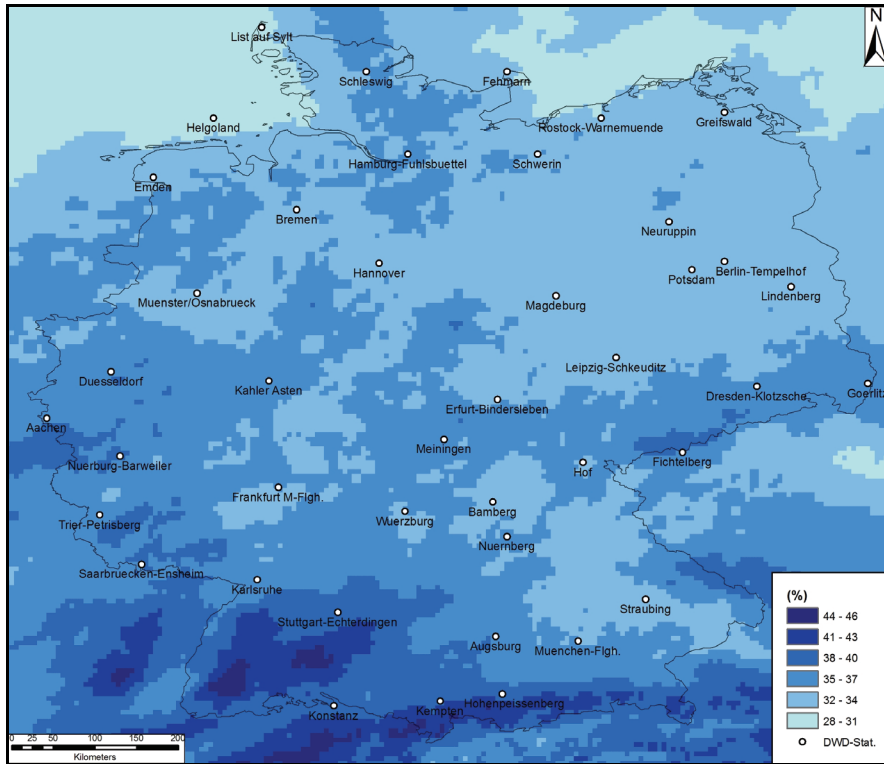 N
List auf Sylt
Schleswig
Fehmarn
Helgoland
Rostock-Warnemuende
Greifswald
Hamburg-Fuhlsbuettel
Schwerin
Emden
Bremen
Neuruppin
Hannover
Potsdam
Berlin-Tempelhof
Lindenberg
Muenster/Osnabrueck
Magdeburg
Leipzig-Schkeuditz
Duesseldorf
Kahler Asten
Dresden-Klotzsche
Goerlitz
Erfurt-Bindersleben
Aachen
Meiningen
Nuerburg-Barweiler
Hof
Fichtelberg
Frankfurt M-Flgh.
Bamberg
Wuerzburg
Trier-Petrisberg
Nuernberg
Saarbruecken-Ensheim
Karlsruhe
Straubing
Stuttgart-Echterdingen
Augsburg
Muenchen-Flgh.
Hohenpeissenberg
Kempten
Konstanz
(%)
44 - 46
41 - 43
38 - 40
35 - 37
32 - 34
28 - 31
DWD-Stat.
0 25 50 100 150 200
Kilometers